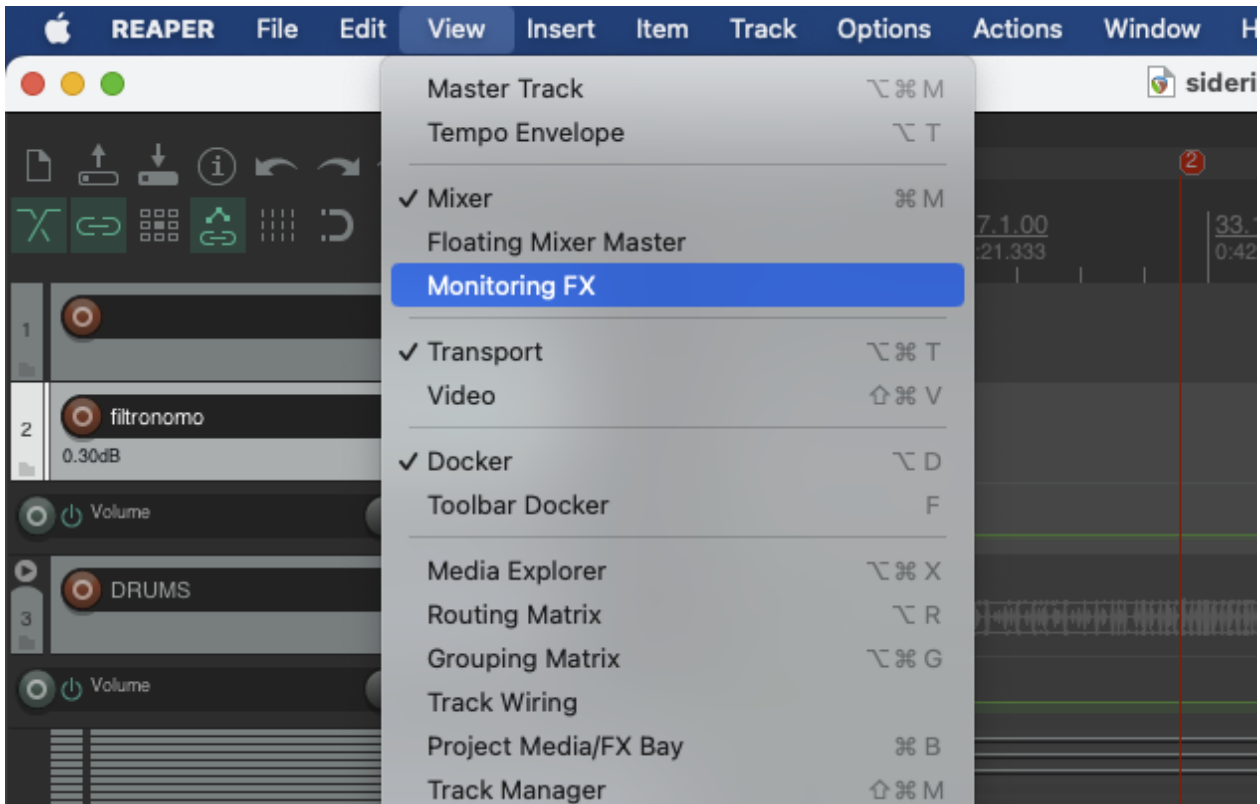 REAPER File Edit View Insert Item Track Options Actions Window H
sideri
Master Track ⌥⌘M
Tempo Envelope ⌥T
2
✓ Mixer ⌘M
Floating Mixer Master
7.1.00 33.
:21.333 0:42
Monitoring FX
1
✓ Transport ⌥⌘T
Video ⇧⌘V
2 filtronomo
0.30dB
✓ Docker ⌥D
Toolbar Docker F
Volume
Media Explorer ⌥⌘X
3 DRUMS
Routing Matrix ⌥R
Grouping Matrix ⌥⌘G
Volume
Track Wiring
Project Media/FX Bay ⌘B
Track Manager ⇧⌘M